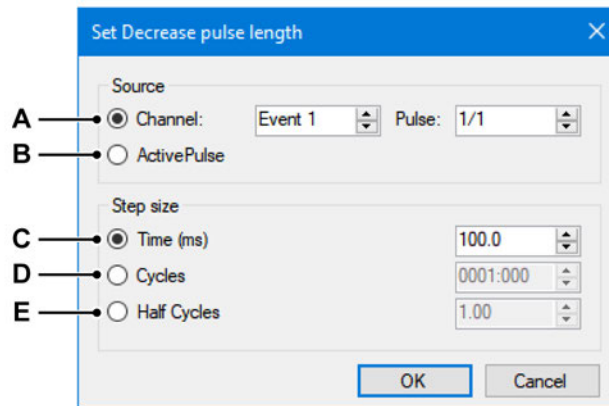 Set Decrease pulse length
Source
A Channel: Event 1 Pulse: 1/1
B ActivePulse
Step size
C Time (ms) 100.0
D Cycles 0001:000
E Half Cycles 1.00
OK Cancel